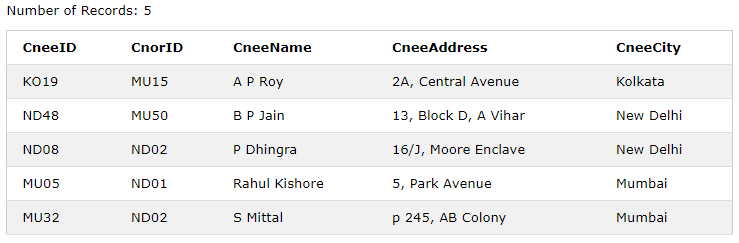 Number of Records: 5
CneeID CnorID CneeName CneeAddress CneeCity
KO19 MU15 A P Roy 2A, Central Avenue Kolkata
ND48 MU50 B P Jain 13, Block D, A Vihar New Delhi
ND08 ND02 P Dhingra 16/J, Moore Enclave New Delhi
MU05 ND01 Rahul Kishore 5, Park Avenue Mumbai
MU32 ND02 S Mittal p 245, AB Colony Mumbai